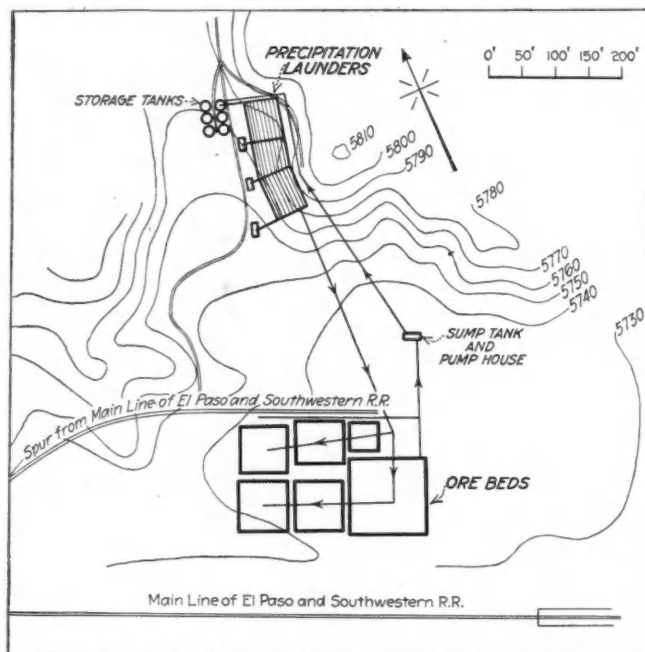 PRECIPITATION
LAUNDERS
0' 50' 100' 150' 200'
STORAGE TANKS
5810
5800
5790
5780
5770
5760
5750
5740
5730
SUMP TANK
AND
PUMP HOUSE
Spur from Main Line of El Paso and Southwestern R.R.
ORE BEDS
Main Line of El Paso and Southwestern R.R.